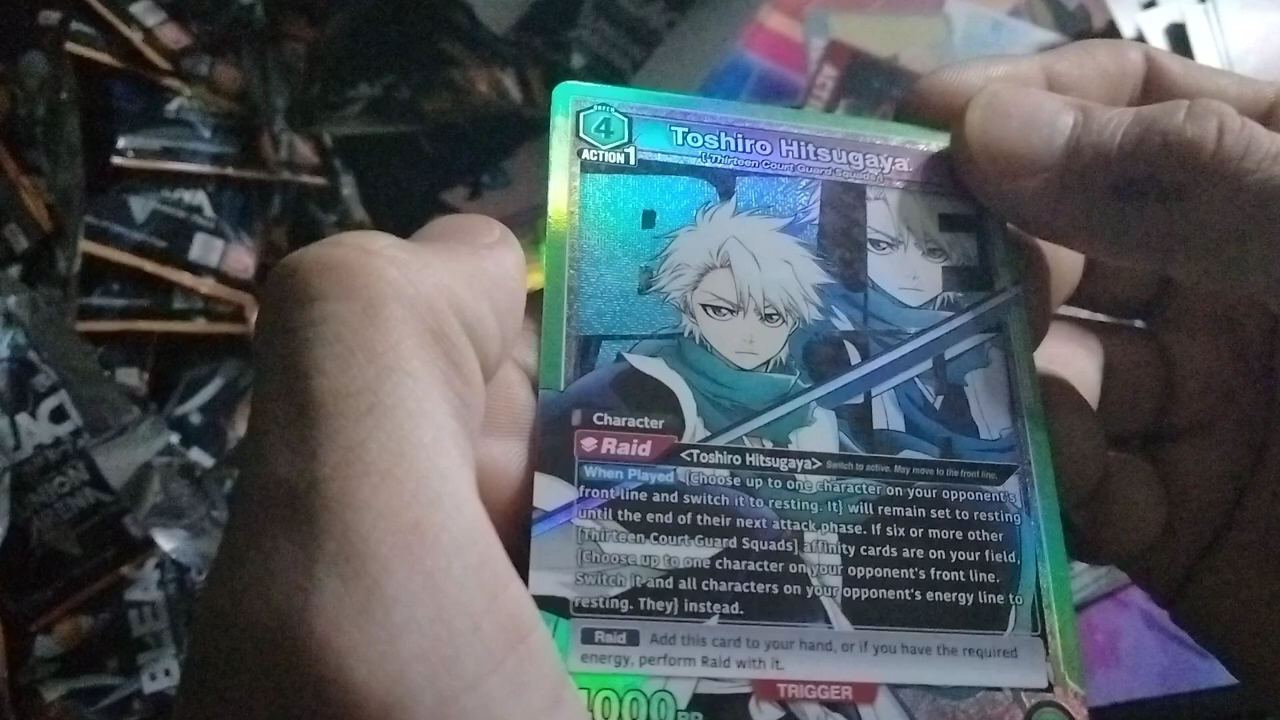 4
ACTION 1
Toshiro Hitsugaya
[Thirteen Court Guard Squads]
Character
Raid <Toshiro Hitsugaya> Switch to active. May move to the front line.
When Played [Choose up to one character on your opponent's
front line and switch it to resting. It] will remain set to resting
until the end of their next attack phase. If six or more other
[Thirteen Court Guard Squads] affinity cards are on your field,
[Choose up to one character on your opponent's front line.
Switch it and all characters on your opponent's energy line to
resting. They] instead.
Raid Add this card to your hand, or if you have the required
energy, perform Raid with it.
TRIGGER
4000 BP
BLEA